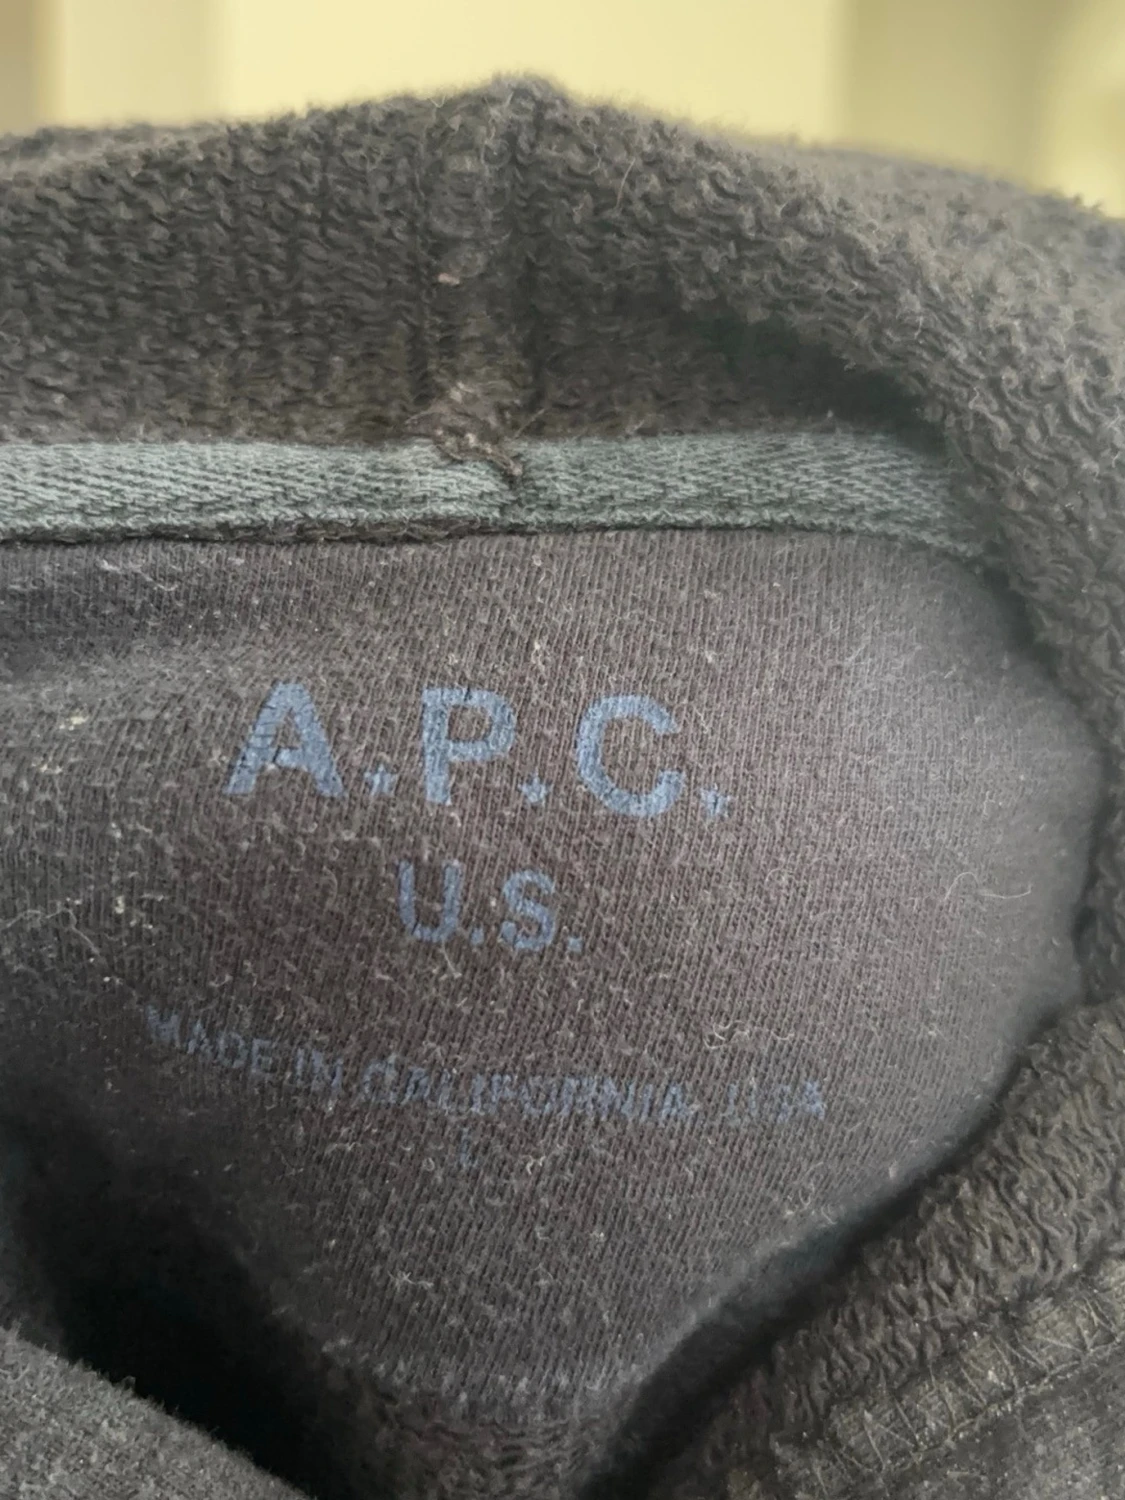 A.P.C.
U.S.
MADE IN CALIFORNIA, USA
L